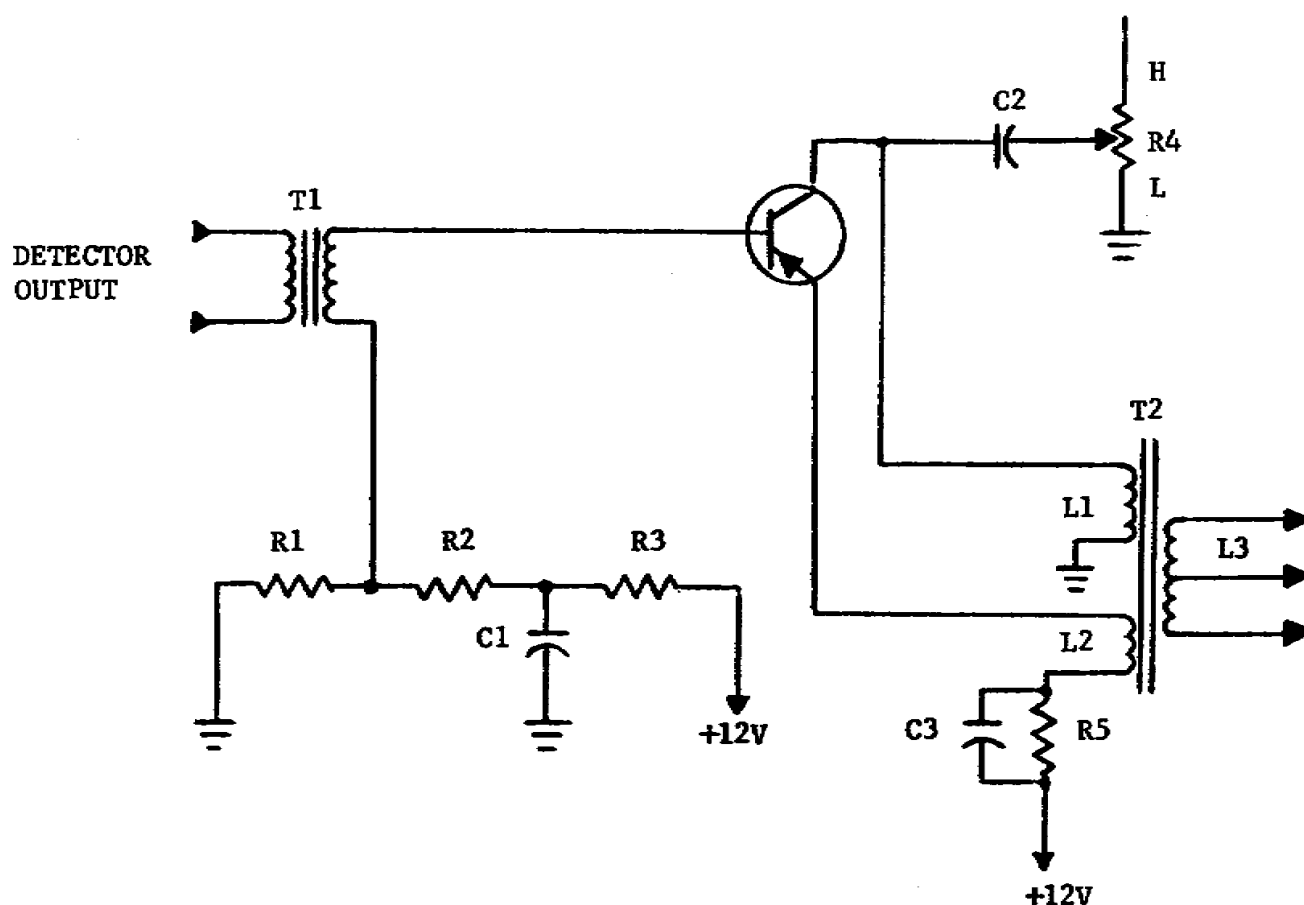 H
C2
R4
L
T1
DETECTOR
OUTPUT
T2
L1
L3
R1
R2
R3
C1
L2
+12V
C3
R5
+12V